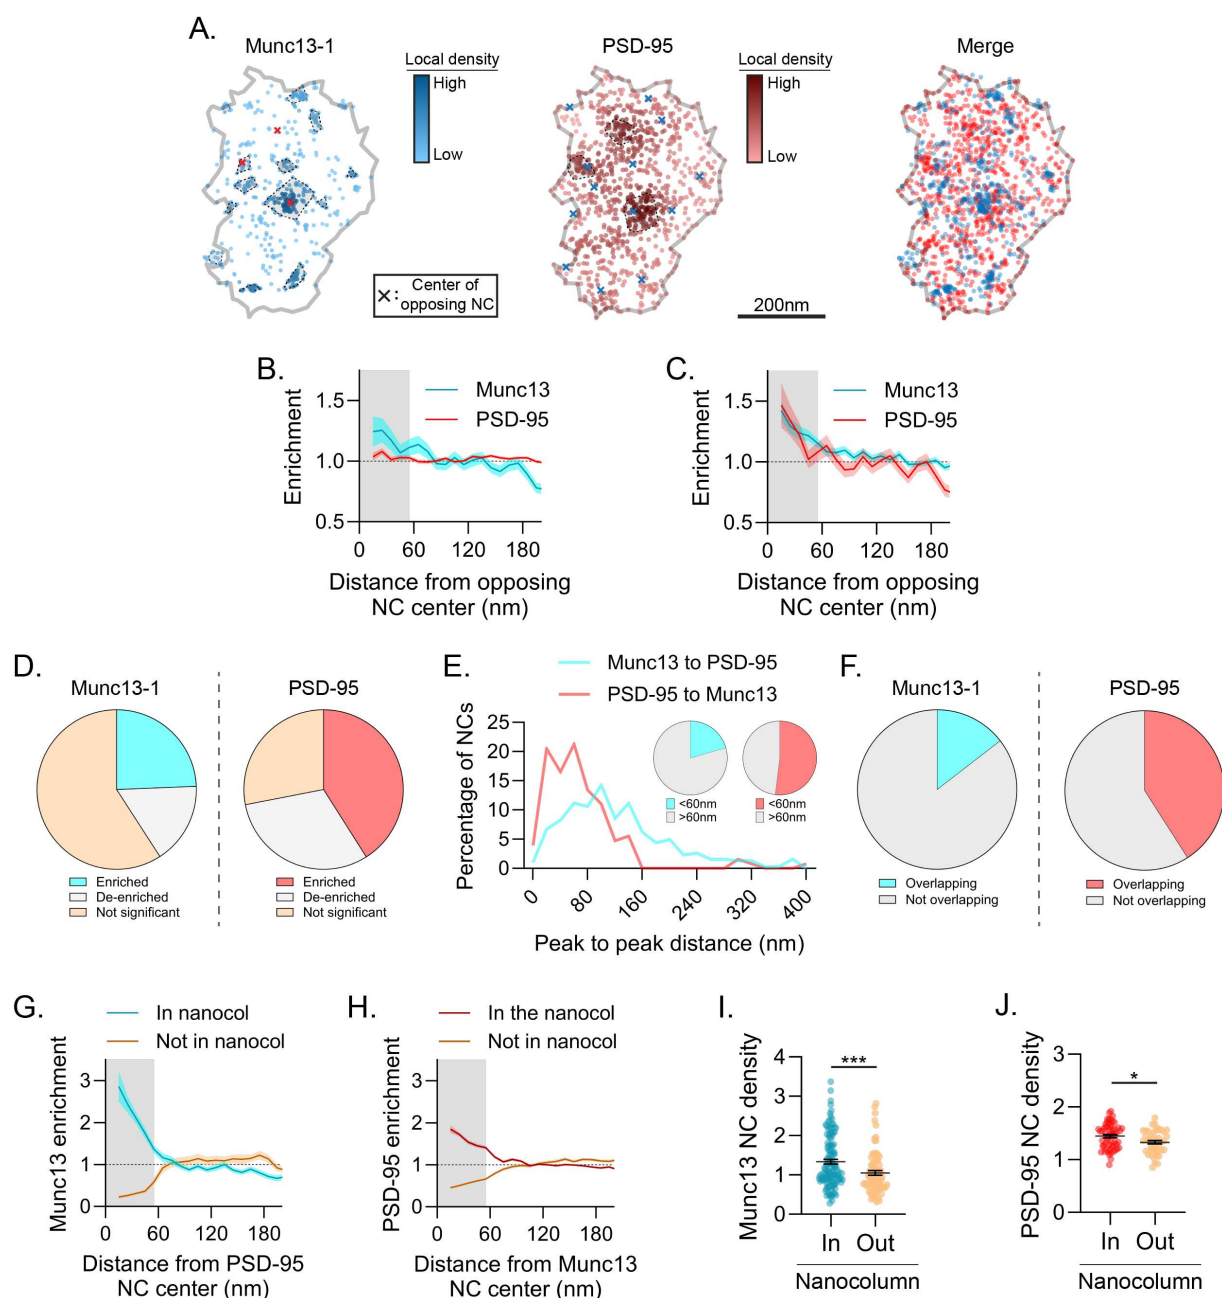 A.
Munc13-1
Local density
High
Low
PSD-95
Local density
High
Low
Merge
×: Center of
opposing NC
200nm
B.
Enrichment
1.5
1.0
0.5
Munc13
PSD-95
0 60 120 180
Distance from opposing
NC center (nm)
C.
Enrichment
1.5
1.0
0.5
Munc13
PSD-95
0 60 120 180
Distance from opposing
NC center (nm)
D.
Munc13-1
Enriched
De-enriched
Not significant
PSD-95
Enriched
De-enriched
Not significant
E.
Munc13 to PSD-95
PSD-95 to Munc13
Percentage of NCs
25
20
15
10
5
0
<60nm
>60nm
<60nm
>60nm
0 80 160 240 320 400
Peak to peak distance (nm)
F.
Munc13-1
Overlapping
Not overlapping
PSD-95
Overlapping
Not overlapping
G.
In nanocol
Not in nanocol
Munc13 enrichment
3
2
1
0
0 60 120 180
Distance from PSD-95
NC center (nm)
H.
In the nanocol
Not in nanocol
PSD-95 enrichment
3
2
1
0
0 60 120 180
Distance from Munc13
NC center (nm)
I.
Munc13 NC density
4
3
2
1
0
***
In Out
Nanocolumn
J.
PSD-95 NC density
3
2
1
0
*
In Out
Nanocolumn